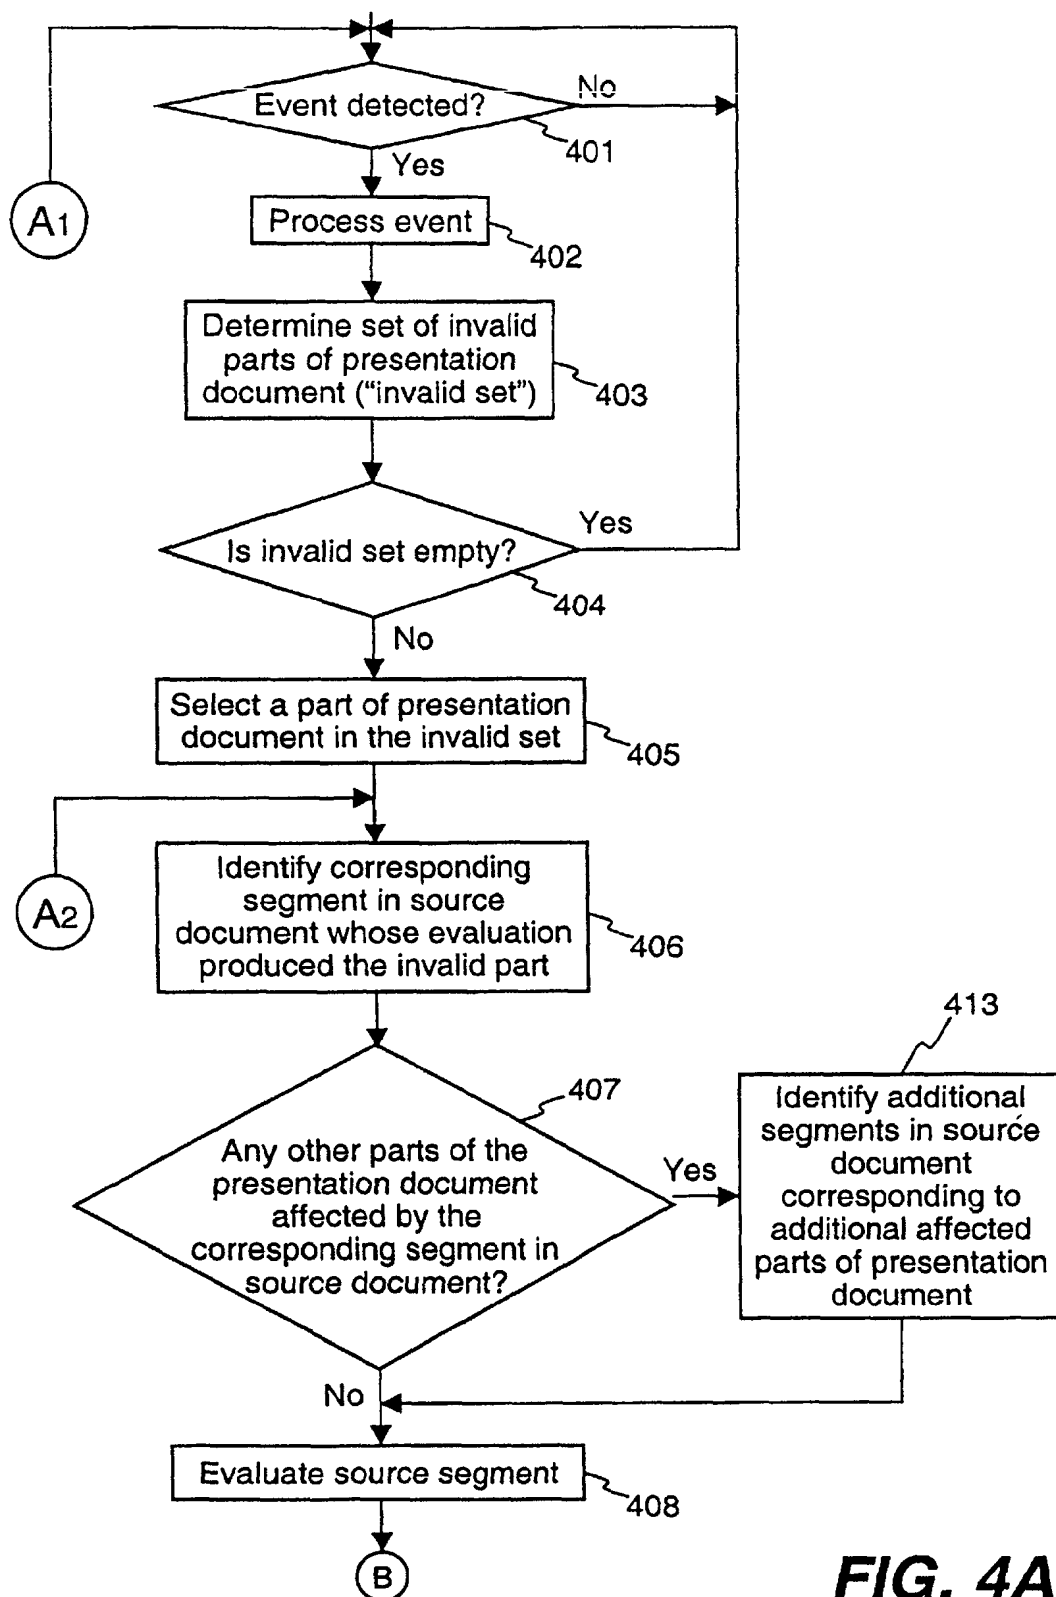 No
Event detected?
401
Yes
A1
Process event
402
Determine set of invalid
parts of presentation
document (“invalid set”)
403
Yes
Is invalid set empty?
404
No
Select a part of presentation
document in the invalid set
405
Identify corresponding
segment in source
document whose evaluation
produced the invalid part
A2
406
413
407
Any other parts of the
presentation document
affected by the
corresponding segment in
source document?
Yes
Identify additional
segments in source
document
corresponding to
additional affected
parts of presentation
document
No
Evaluate source segment
408
B
FIG. 4A